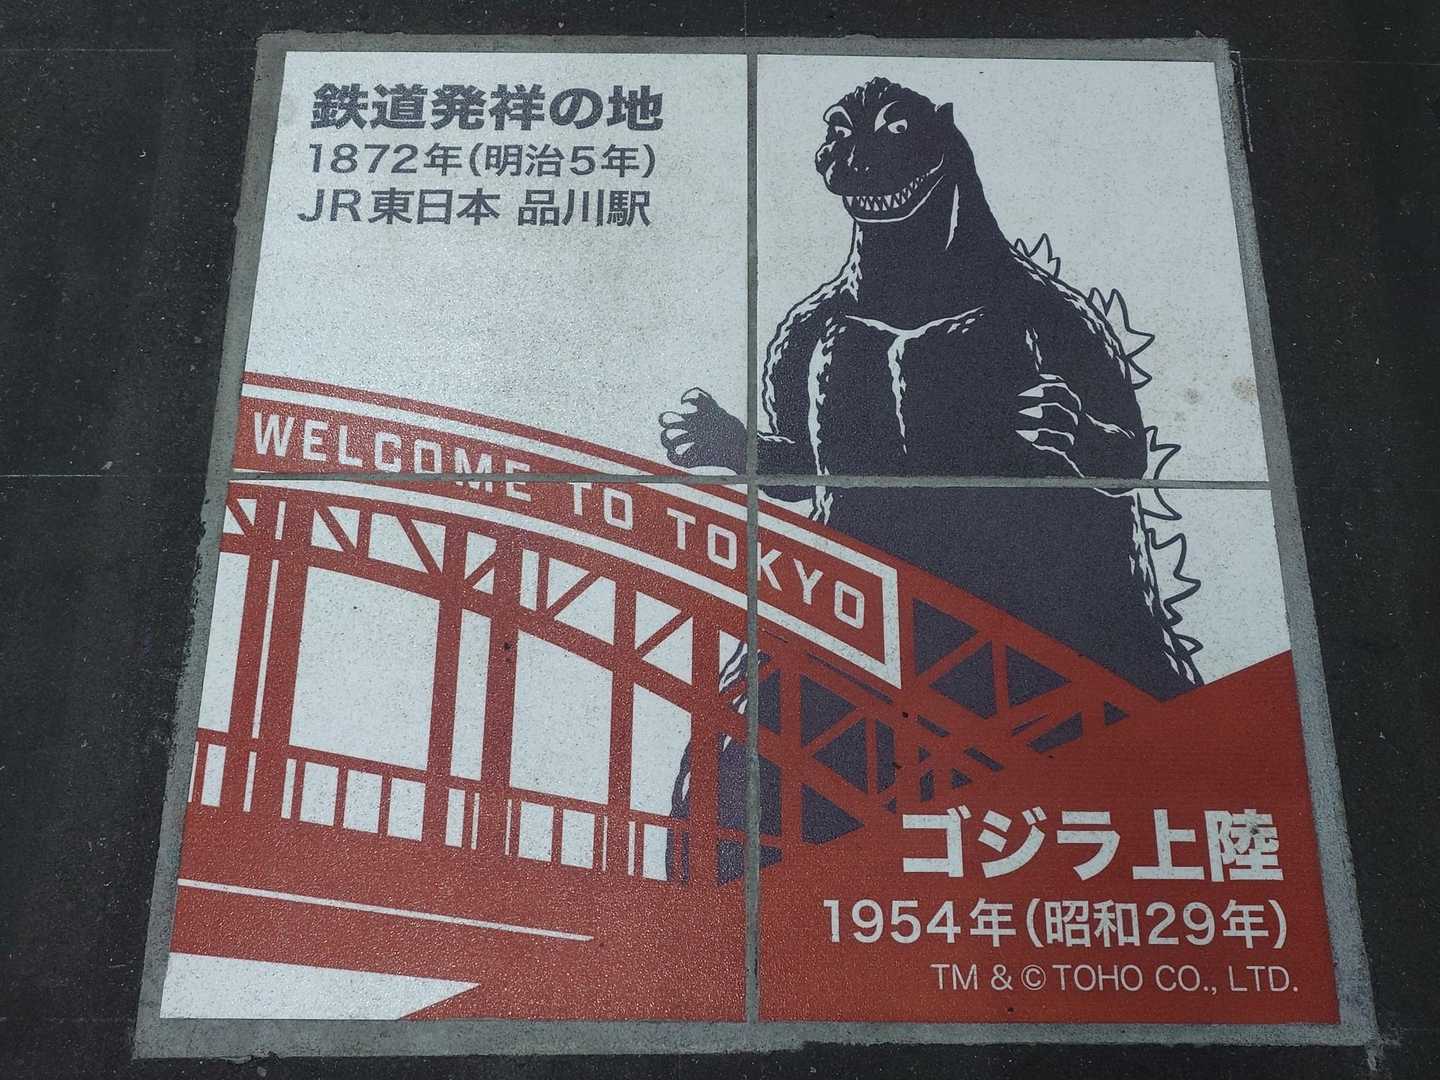 鉄道発祥の地
1872年(明治5年)
JR東日本 品川駅
WELCOME TO TOKYO
ゴジラ上陸
1954年(昭和29年)
TM & © TOHO CO., LTD.